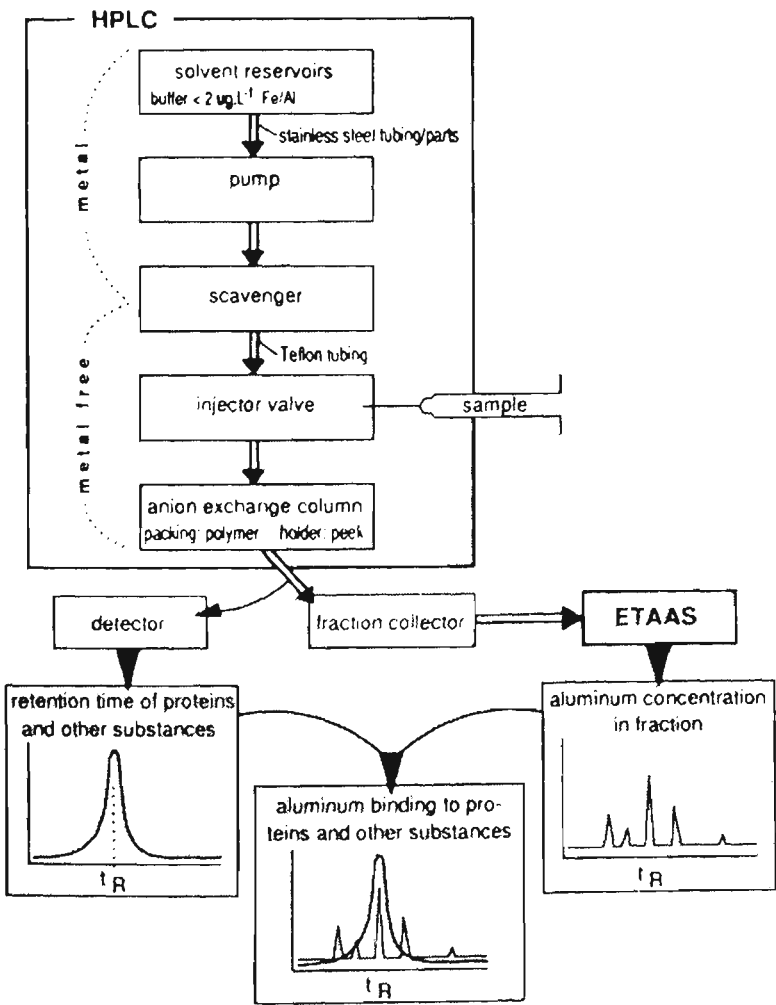 HPLC
solvent reservoirs
buffer < 2 ug.L⁻¹ Fe/Al
stainless steel tubing/parts
metal
pump
scavenger
Teflon tubing
metal free
injector valve
sample
anion exchange column
packing: polymer holder: peek
detector
fraction collector
ETAAS
retention time of proteins
and other substances
tR
aluminum concentration
in fraction
tR
aluminum binding to pro-
teins and other substances
tR